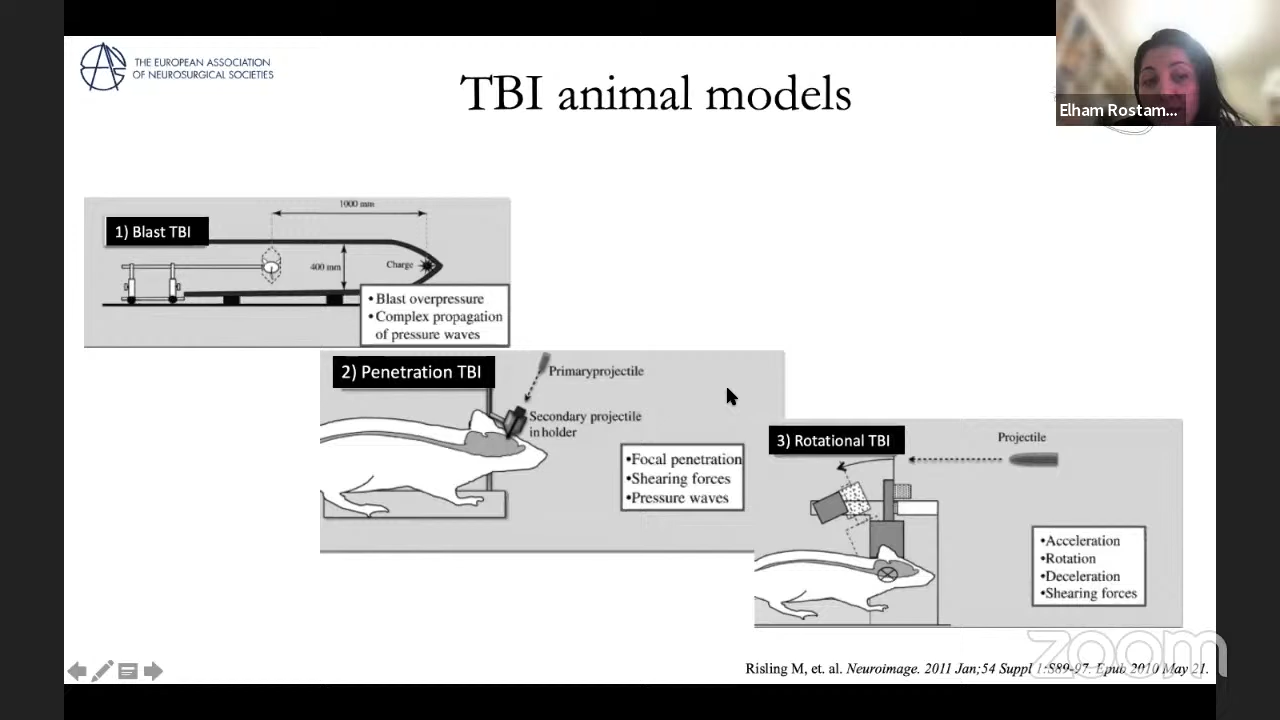 THE EUROPEAN ASSOCIATION
OF NEUROSURGICAL SOCIETIES
TBI animal models
Elham Rostam...
1) Blast TBI
1000 mm
400 mm
Charge
•Blast overpressure
•Complex propagation
of pressure waves
2) Penetration TBI
Primaryprojectile
Secondary projectile
in holder
•Focal penetration
•Shearing forces
•Pressure waves
3) Rotational TBI
Projectile
•Acceleration
•Rotation
•Deceleration
•Shearing forces
Risling M, et. al. Neuroimage. 2011 Jan;54 Suppl 1:S89-97. Epub 2010 May 21.
zoom